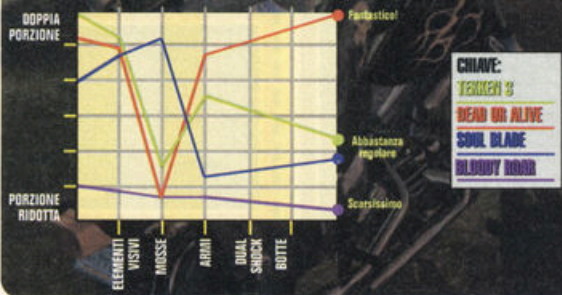 DOPPIA
PORZIONE
Fantastico!
CHIAVE:
TEKKEN 3
DEAD OR ALIVE
SOUL BLADE
BLOODY ROAR
Abbastanza
regolare
PORZIONE
RIDOTTA
Scarsissimo
ELEMENTI
VISIVI
MOSSE
ARMI
DUAL
SHOCK
BOTTE